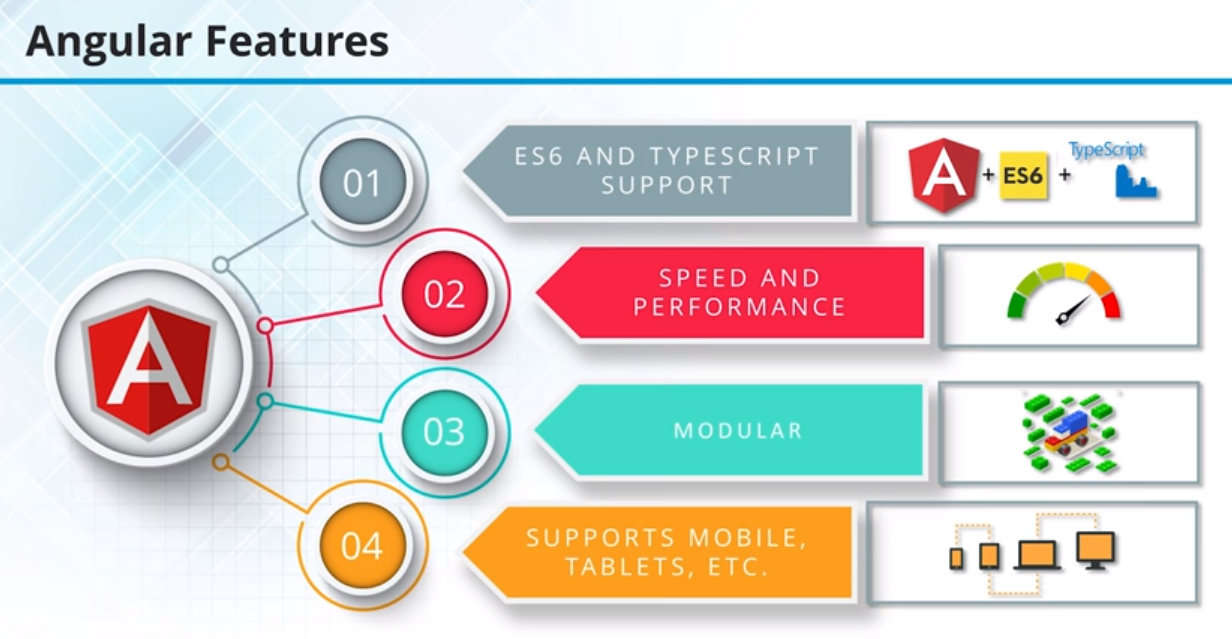 Angular Features
01
ES6 AND TYPESCRIPT
SUPPORT
A + ES6 + TypeScript
02
SPEED AND
PERFORMANCE
A
03
MODULAR
04
SUPPORTS MOBILE,
TABLETS, ETC.